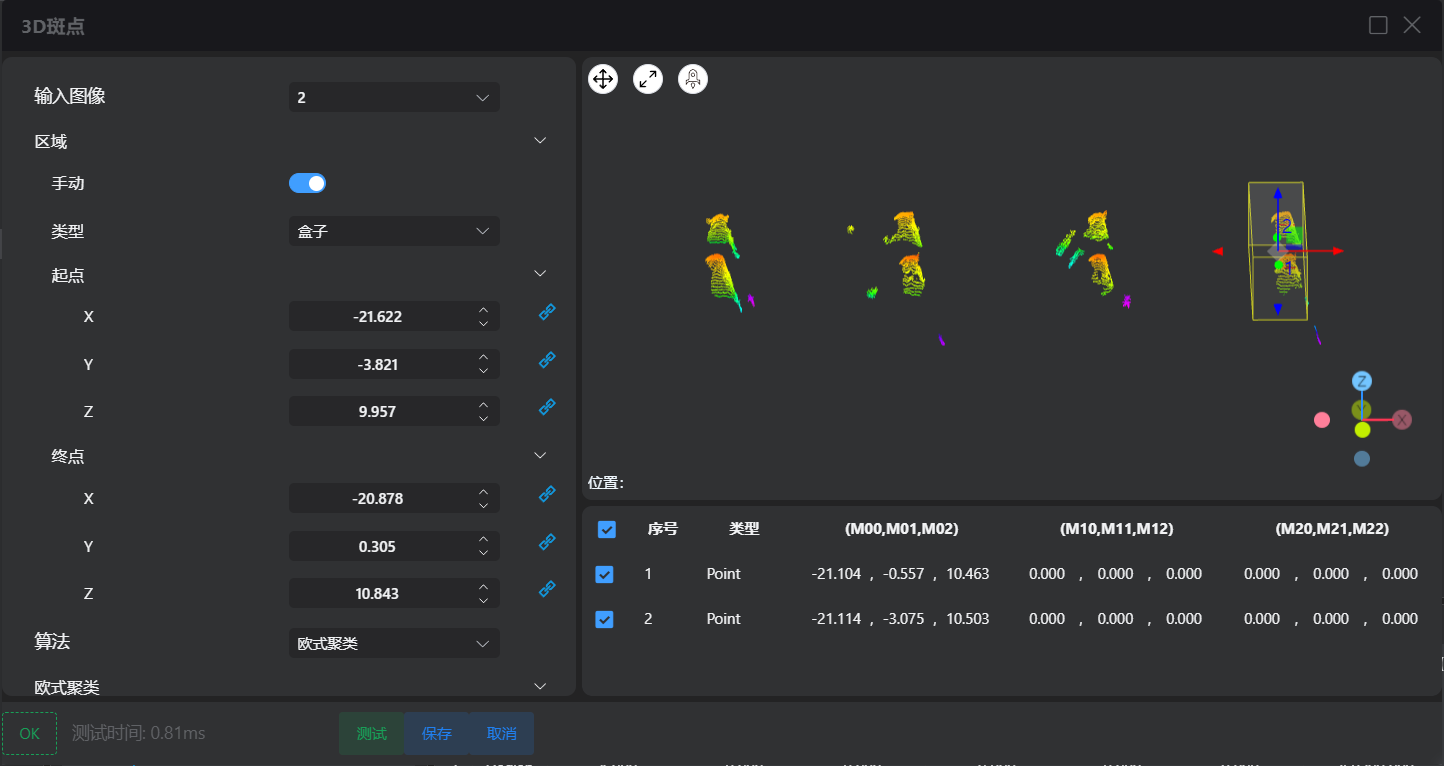 3D斑点
输入图像 2
区域
手动
类型 盒子
起点
X -21.622
Y -3.821
Z 9.957
终点
X -20.878
Y 0.305
Z 10.843
算法 欧式聚类
欧式聚类
OK 测试时间: 0.81ms 测试 保存 取消
2
1
Z
Y
X
位置:
序号 类型 (M00,M01,M02) (M10,M11,M12) (M20,M21,M22)
1 Point -21.104 , -0.557 , 10.463 0.000 , 0.000 , 0.000 0.000 , 0.000 , 0.000
2 Point -21.114 , -3.075 , 10.503 0.000 , 0.000 , 0.000 0.000 , 0.000 , 0.000